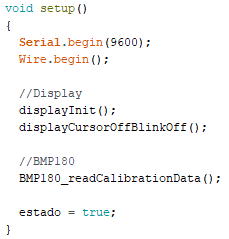 void setup()
{
  Serial.begin(9600);
  Wire.begin();

  //Display
  displayInit();
  displayCursorOffBlinkOff();

  //BMP180
  BMP180_readCalibrationData();

  estado = true;
}